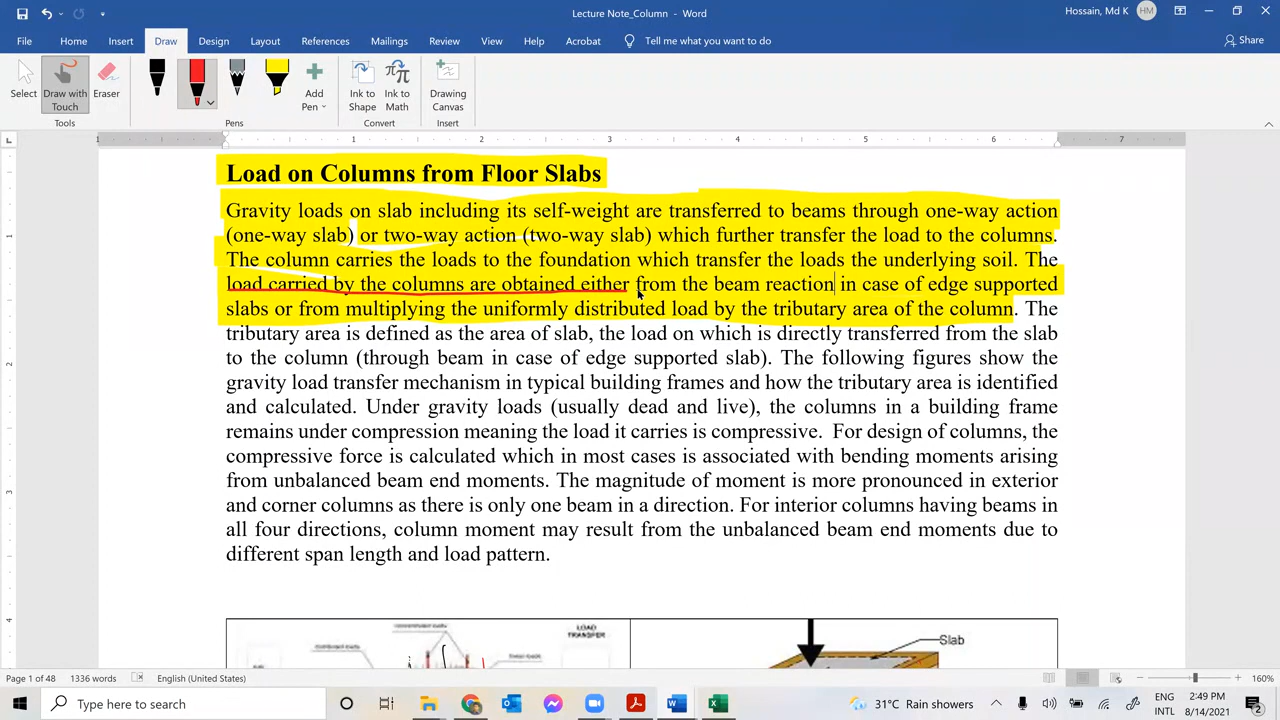 Lecture Note_Column - Word
Hossain, Md K HM
File Home Insert Draw Design Layout References Mailings Review View Help Acrobat Tell me what you want to do Share
Select Draw with Touch Eraser Add Pen Ink to Shape Ink to Math Drawing Canvas
Tools Pens Convert Insert
1 1 2 3 4 5 6 7
Load on Columns from Floor Slabs
Gravity loads on slab including its self-weight are transferred to beams through one-way action
(one-way slab) or two-way action (two-way slab) which further transfer the load to the columns.
The column carries the loads to the foundation which transfer the loads the underlying soil. The
load carried by the columns are obtained either from the beam reaction in case of edge supported
slabs or from multiplying the uniformly distributed load by the tributary area of the column. The
tributary area is defined as the area of slab, the load on which is directly transferred from the slab
to the column (through beam in case of edge supported slab). The following figures show the
gravity load transfer mechanism in typical building frames and how the tributary area is identified
and calculated. Under gravity loads (usually dead and live), the columns in a building frame
remains under compression meaning the load it carries is compressive. For design of columns, the
compressive force is calculated which in most cases is associated with bending moments arising
from unbalanced beam end moments. The magnitude of moment is more pronounced in exterior
and corner columns as there is only one beam in a direction. For interior columns having beams in
all four directions, column moment may result from the unbalanced beam end moments due to
different span length and load pattern.
LOAD
TRANSFER
Slab
Page 1 of 48 1336 words English (United States) 160%
Type here to search
31°C Rain showers
ENG
INTL
2:49 PM
8/14/2021
2